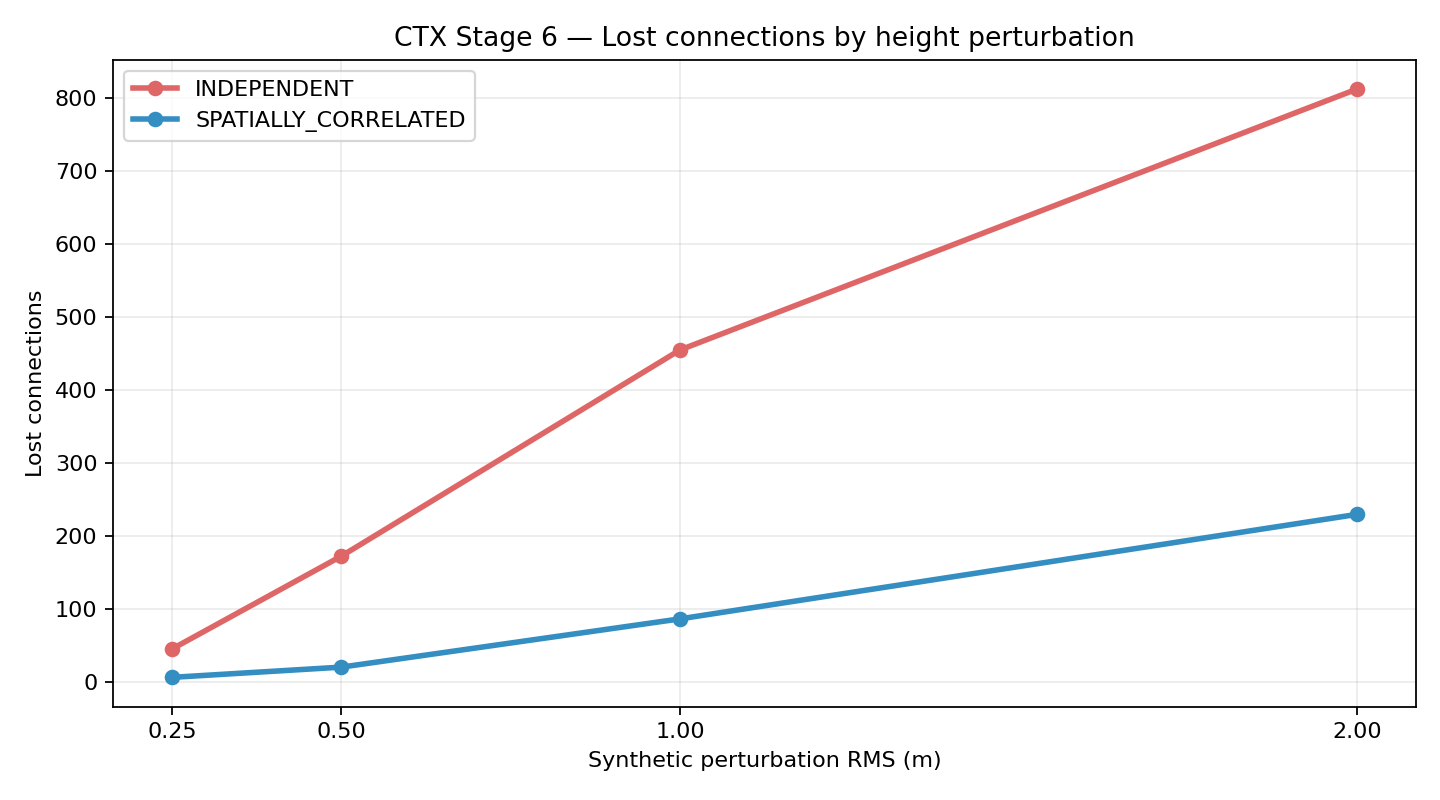 CTX Stage 6 — Lost connections by height perturbation
INDEPENDENT
SPATIALLY_CORRELATED
Lost connections
800
700
600
500
400
300
200
100
0
0.25 0.50 1.00 2.00
Synthetic perturbation RMS (m)